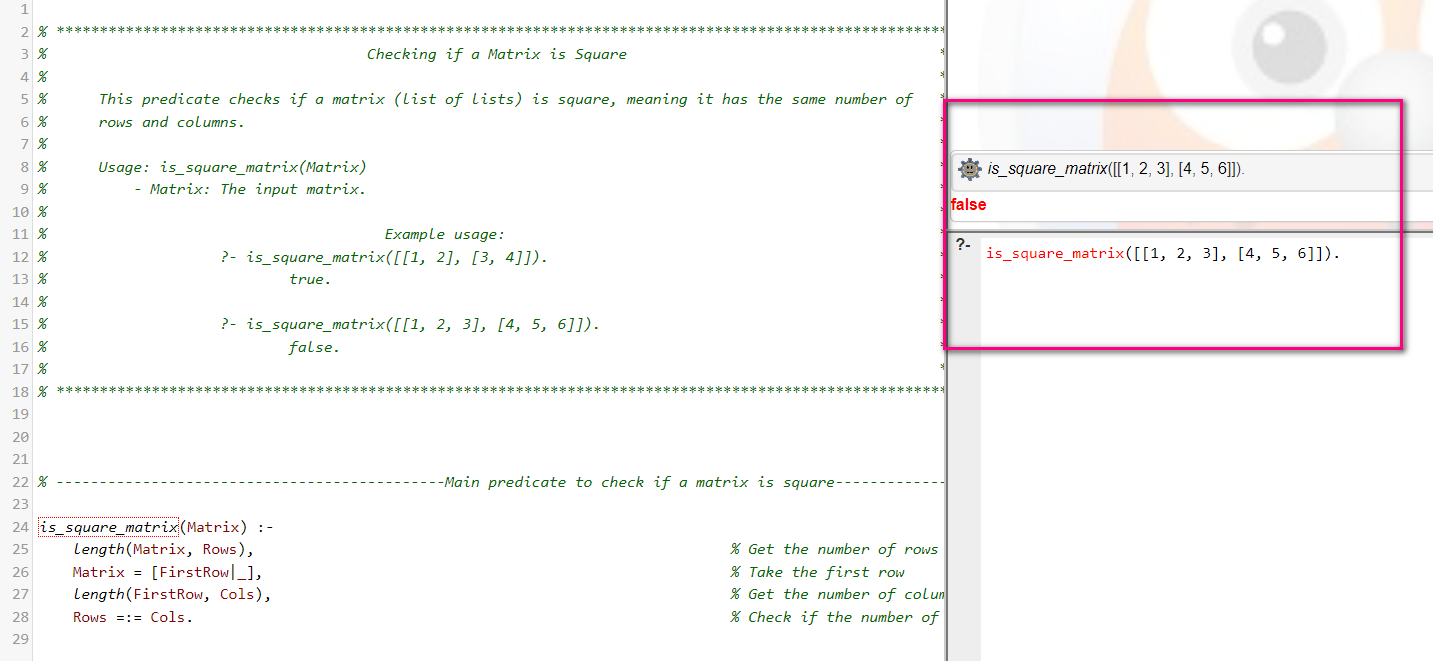 1
2 % *******************************************************************************************************
3 % Checking if a Matrix is Square *
4 % *
5 % This predicate checks if a matrix (list of lists) is square, meaning it has the same number of *
6 % rows and columns. *
7 % *
8 % Usage: is_square_matrix(Matrix) *
9 % - Matrix: The input matrix. *
10 % *
11 % Example usage: *
12 % ?- is_square_matrix([[1, 2], [3, 4]]). *
13 % true. *
14 % *
15 % ?- is_square_matrix([[1, 2, 3], [4, 5, 6]]). *
16 % false. *
17 % *
18 % *******************************************************************************************************
19
20
21
22 % ---------------------------------------------Main predicate to check if a matrix is square-------------
23
24 is_square_matrix(Matrix) :-
25 length(Matrix, Rows), % Get the number of rows
26 Matrix = [FirstRow|_], % Take the first row
27 length(FirstRow, Cols), % Get the number of colum
28 Rows =:= Cols. % Check if the number of
29
is_square_matrix([[1, 2, 3], [4, 5, 6]]).
false
?- is_square_matrix([[1, 2, 3], [4, 5, 6]]).